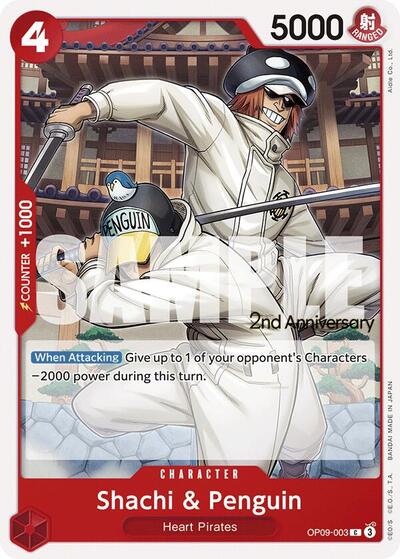 4
5000
射
RANGED
Aidle Co., Ltd.
COUNTER +1000
PENGUIN
SAMPLE
2nd Anniversary
When Attacking Give up to 1 of your opponent's Characters
−2000 power during this turn.
CHARACTER
Shachi & Penguin
Heart Pirates
OP09-003 C 3
©E.O/S. ©E.O./S., T.A. BANDAI MADE IN JAPAN